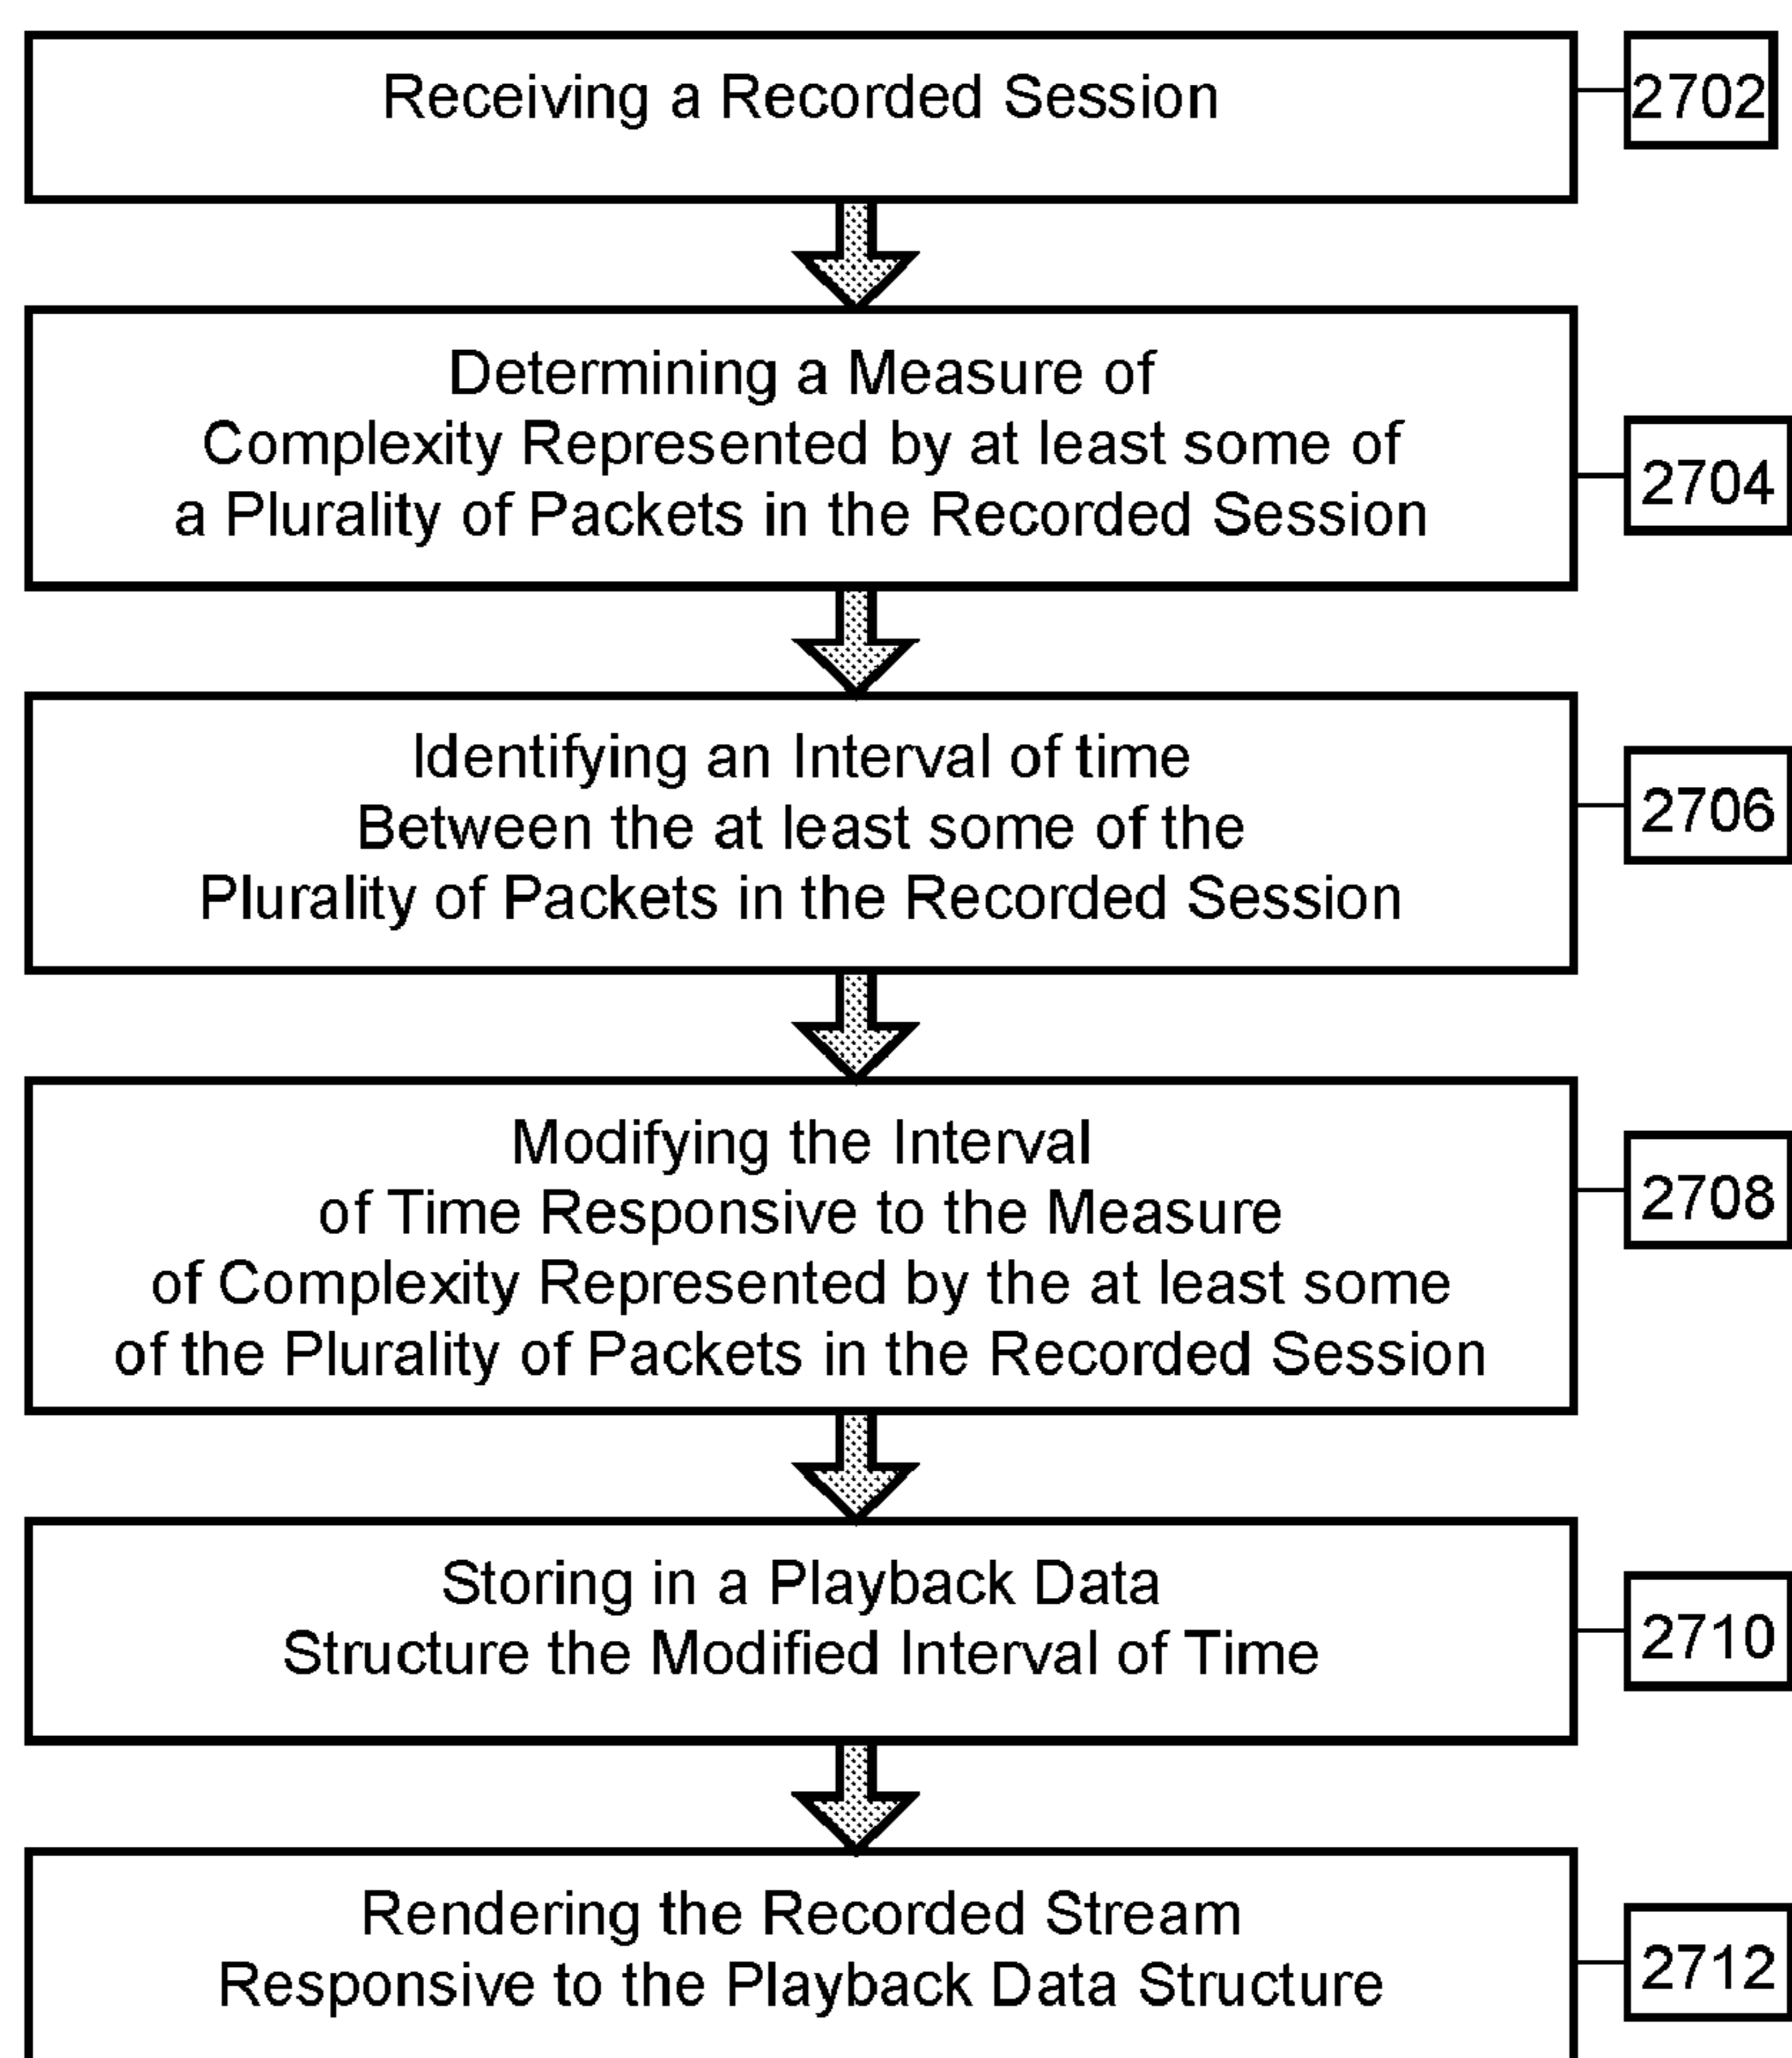 Receiving a Recorded Session
2702
Determining a Measure of
Complexity Represented by at least some of
a Plurality of Packets in the Recorded Session
2704
Identifying an Interval of time
Between the at least some of the
Plurality of Packets in the Recorded Session
2706
Modifying the Interval
of Time Responsive to the Measure
of Complexity Represented by the at least some
of the Plurality of Packets in the Recorded Session
2708
Storing in a Playback Data
Structure the Modified Interval of Time
2710
Rendering the Recorded Stream
Responsive to the Playback Data Structure
2712